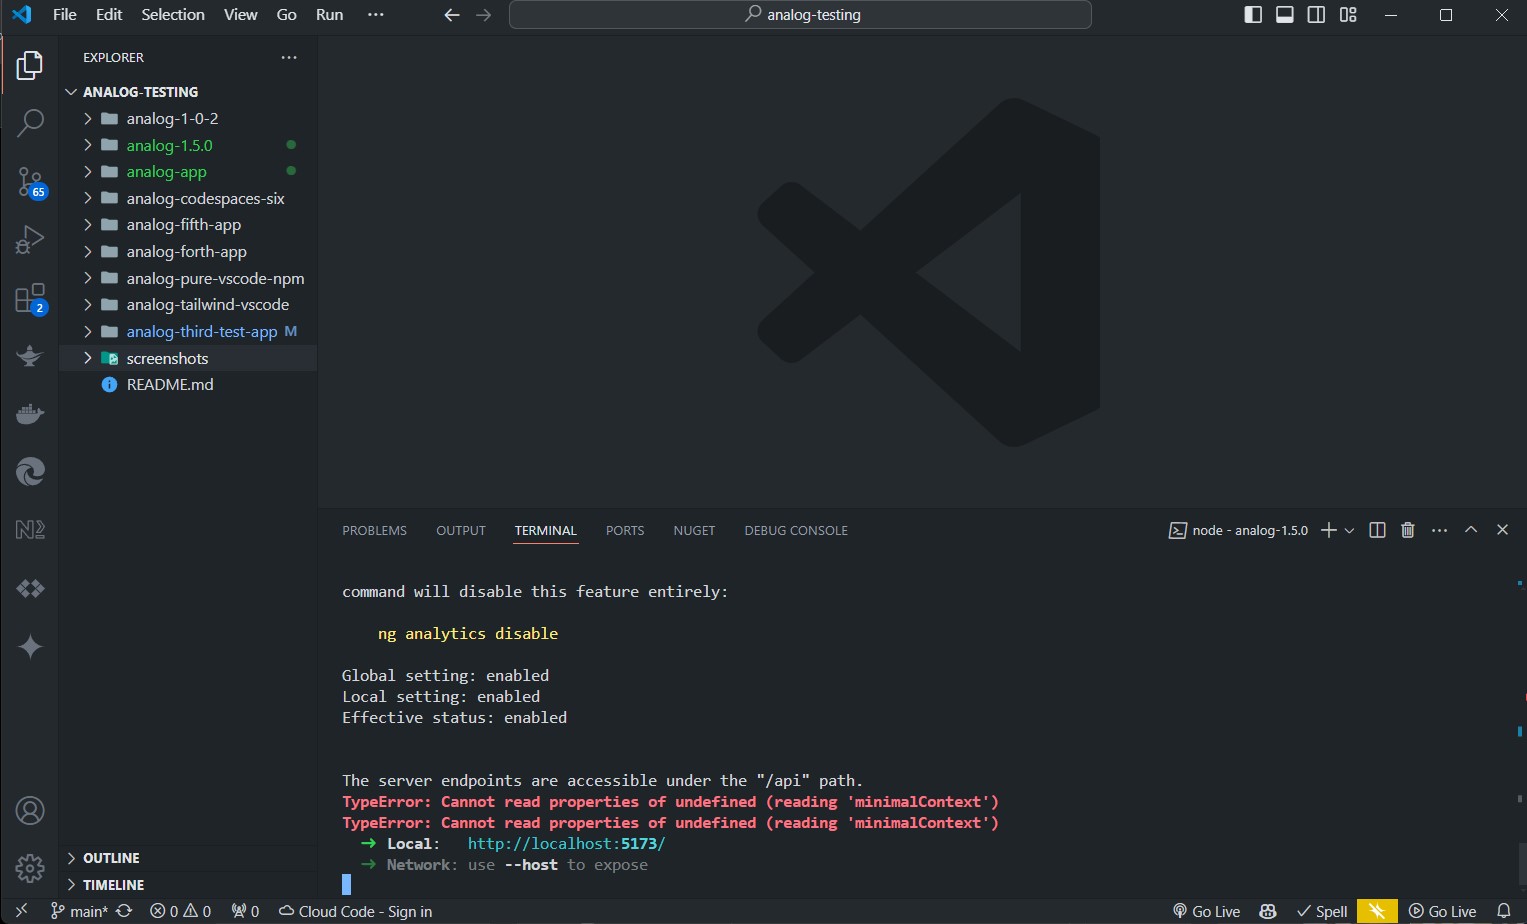 File Edit Selection View Go Run ···
analog-testing
EXPLORER
ANALOG-TESTING
analog-1-0-2
analog-1.5.0
analog-app
analog-codespaces-six
analog-fifth-app
analog-forth-app
analog-pure-vscode-npm
analog-tailwind-vscode
analog-third-test-app M
screenshots
README.md
65
2
OUTLINE
TIMELINE
PROBLEMS OUTPUT TERMINAL PORTS NUGET DEBUG CONSOLE
node - analog-1.5.0
command will disable this feature entirely:
ng analytics disable
Global setting: enabled
Local setting: enabled
Effective status: enabled
The server endpoints are accessible under the "/api" path.
TypeError: Cannot read properties of undefined (reading 'minimalContext')
TypeError: Cannot read properties of undefined (reading 'minimalContext')
➜ Local: http://localhost:5173/
➜ Network: use --host to expose
main* 0 0 0 Cloud Code - Sign in
Go Live Spell Go Live